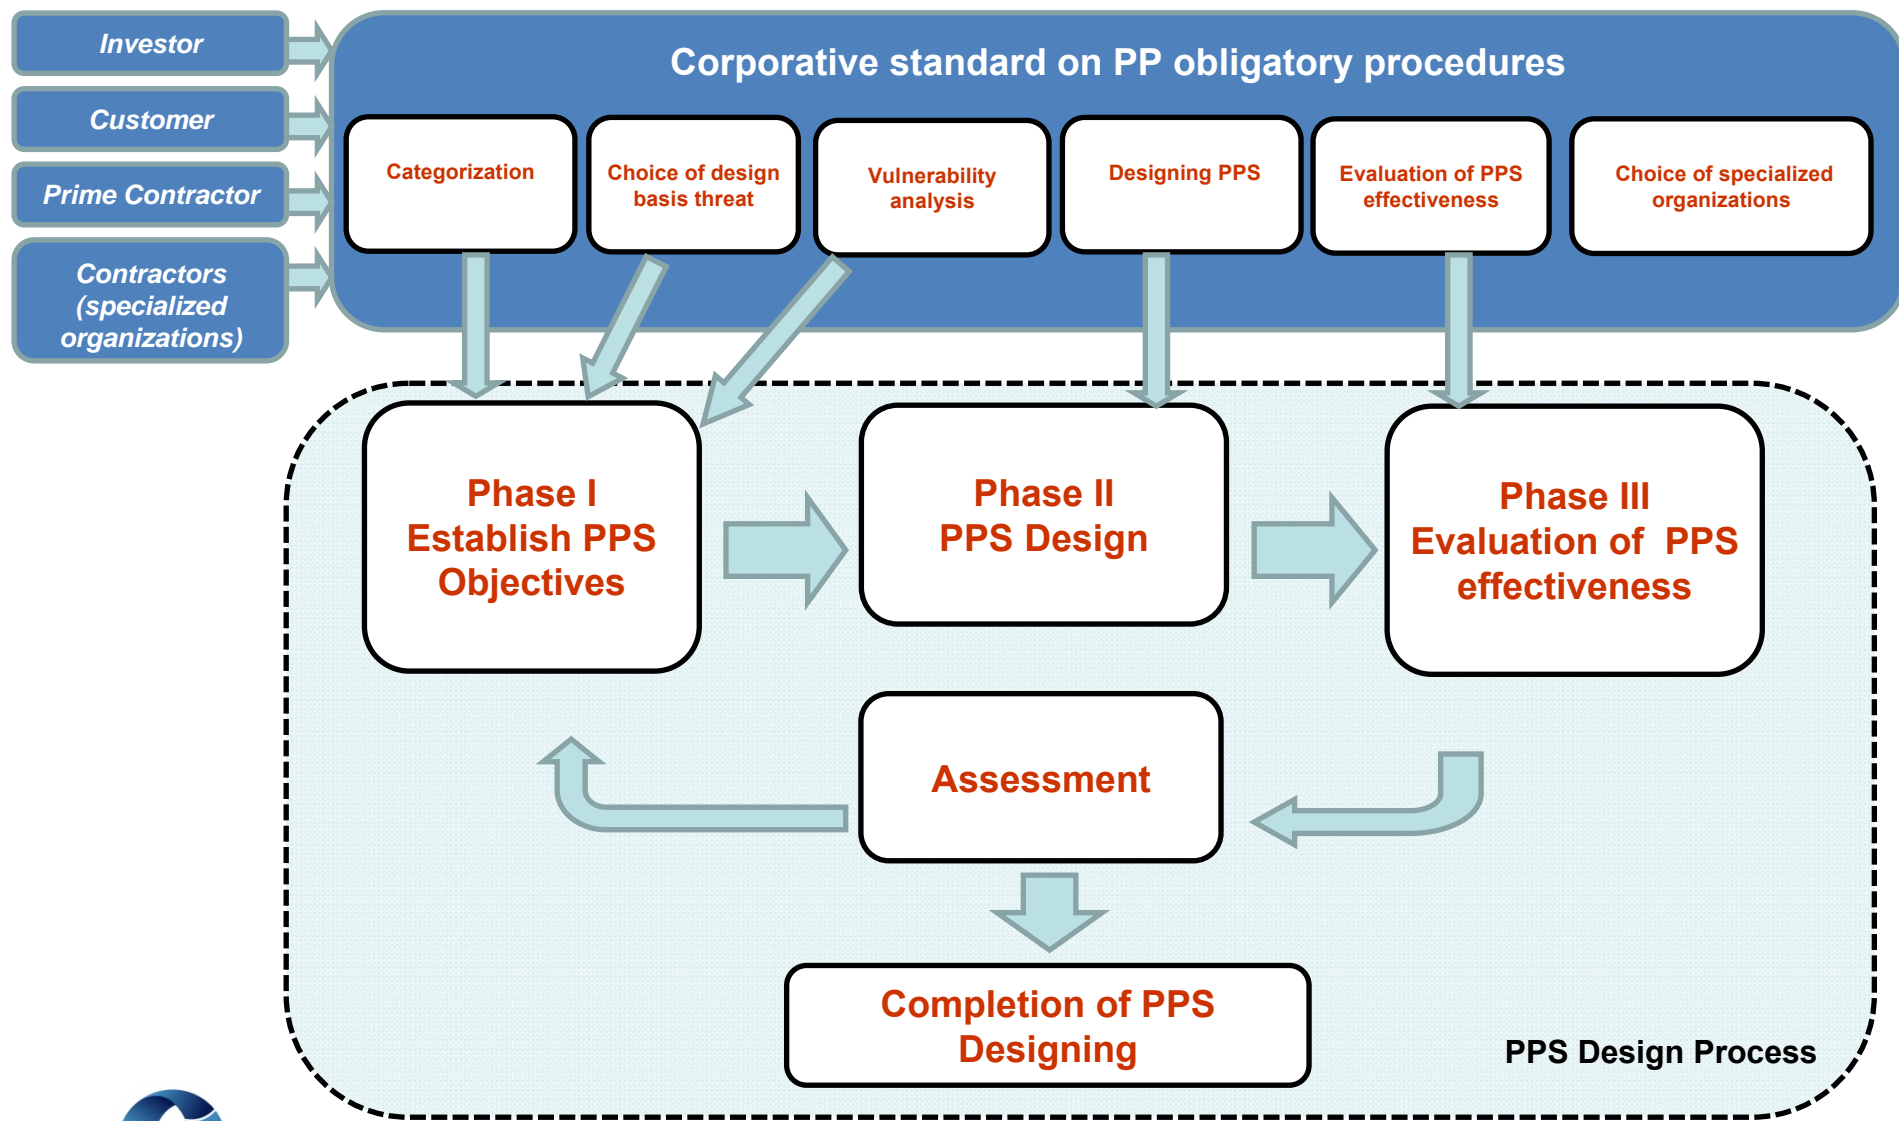 Investor
Customer
Prime Contractor
Contractors
(specialized
organizations)
Corporative standard on PP obligatory procedures
Categorization
Choice of design
basis threat
Vulnerability
analysis
Designing PPS
Evaluation of PPS
effectiveness
Choice of specialized
organizations
Phase I
Establish PPS
Objectives
Phase II
PPS Design
Phase III
Evaluation of  PPS
effectiveness
Assessment
Completion of PPS
Designing
PPS Design Process